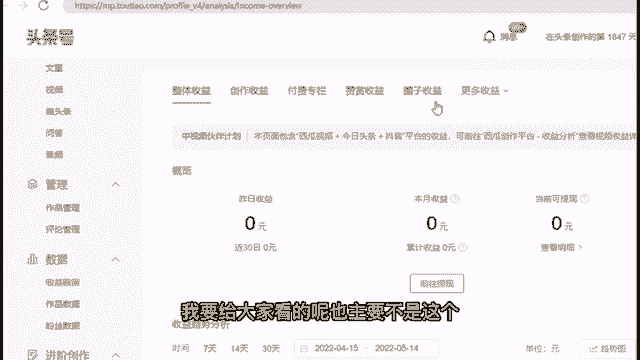 https://mp.toutiao.com/profile_v4/analysis/income-overview
头条号
消息
在头条创作的第 1847 天
文章
视频
微头条
问答
音频
管理
作品管理
评论管理
数据
收益数据
作品数据
粉丝数据
进阶创作
整体收益 创作收益 付费专栏 赞赏收益 圈子收益 更多收益
中视频伙伴计划 | 本页面包含“西瓜视频 + 今日头条 + 抖音”平台的收益，可前往“西瓜创作平台 - 收益分析”查看视频收益详
概览
昨日收益 本月收益 当前可提现
0 元 0 元 0 元
近30日 0元 累计收益 0元 查看明细 >
前往提现
我要给大家看的呢也主要不是这个
收益趋势分析
时间 7天 14天 30天 2022-04-15 ~ 2022-05-14 单位：元 趋势图